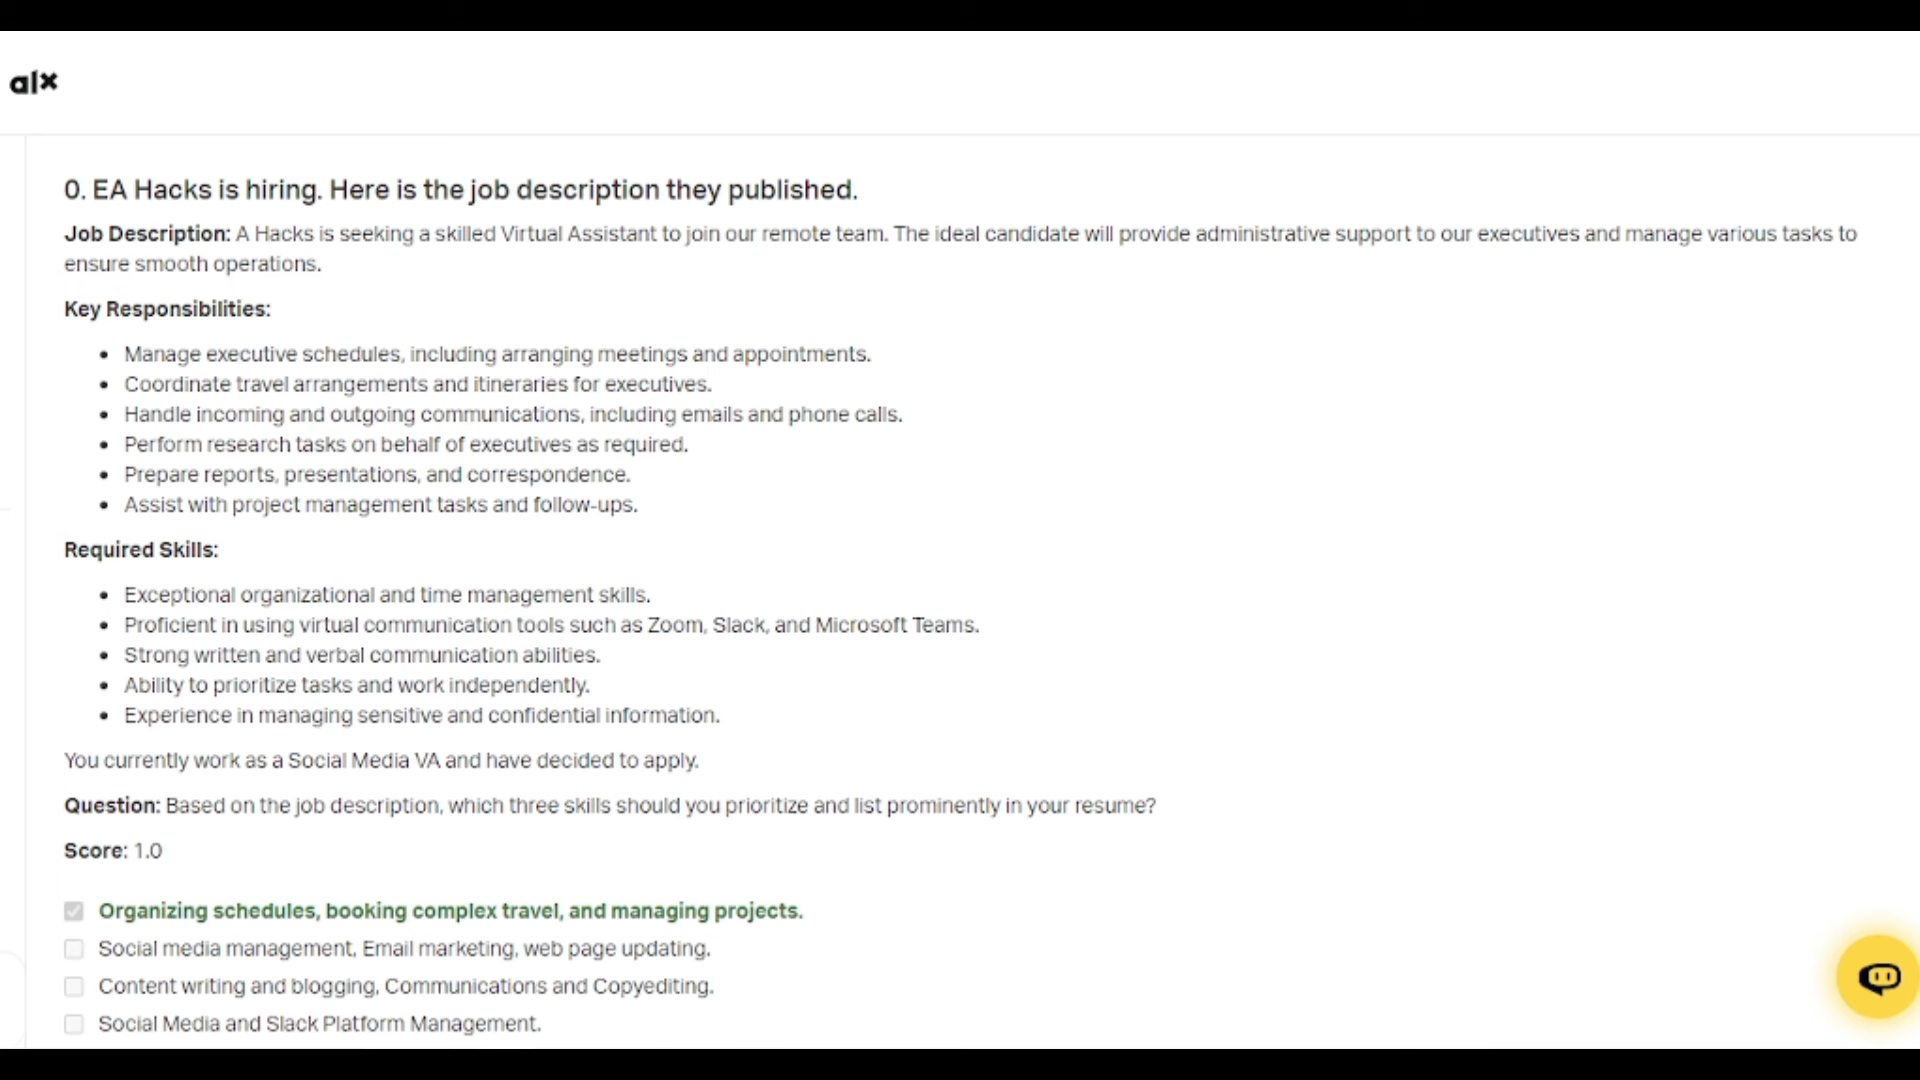 alx
0. EA Hacks is hiring. Here is the job description they published.
Job Description: A Hacks is seeking a skilled Virtual Assistant to join our remote team. The ideal candidate will provide administrative support to our executives and manage various tasks to
ensure smooth operations.
Key Responsibilities:
• Manage executive schedules, including arranging meetings and appointments.
• Coordinate travel arrangements and itineraries for executives.
• Handle incoming and outgoing communications, including emails and phone calls.
• Perform research tasks on behalf of executives as required.
• Prepare reports, presentations, and correspondence.
• Assist with project management tasks and follow-ups.
Required Skills:
• Exceptional organizational and time management skills.
• Proficient in using virtual communication tools such as Zoom, Slack, and Microsoft Teams.
• Strong written and verbal communication abilities.
• Ability to prioritize tasks and work independently.
• Experience in managing sensitive and confidential information.
You currently work as a Social Media VA and have decided to apply.
Question: Based on the job description, which three skills should you prioritize and list prominently in your resume?
Score: 1.0
Organizing schedules, booking complex travel, and managing projects.
Social media management, Email marketing, web page updating.
Content writing and blogging, Communications and Copyediting.
Social Media and Slack Platform Management.